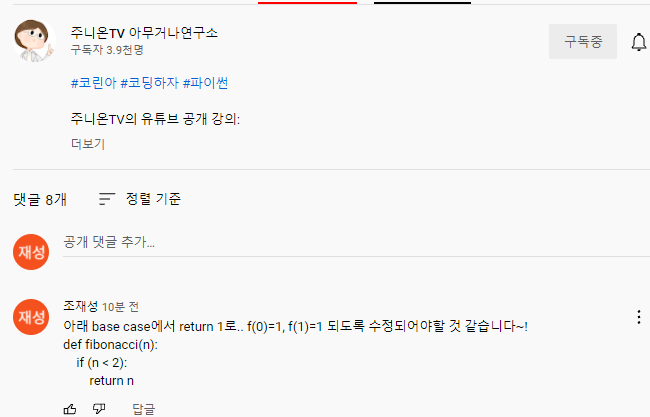 주니온TV 아무거나연구소
구독자 3.9천명
구독중
#코린아 #코딩하자 #파이썬
주니온TV의 유튜브 공개 강의:
더보기
댓글 8개
정렬 기준
재성
공개 댓글 추가...
재성
조재성 10분 전
아래 base case에서 return 1로.. f(0)=1, f(1)=1 되도록 수정되어야할 것 같습니다~!
def fibonacci(n):
    if (n < 2):
        return n
답글